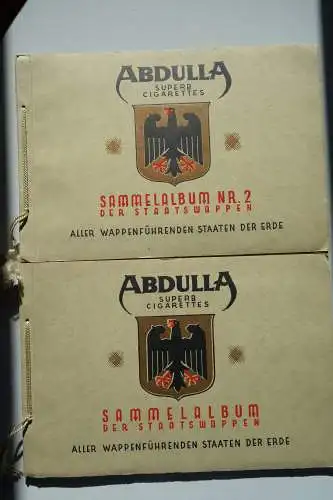 ABDULLA
SUPERB
CIGARETTES
SAMMELALBUM NR. 2
DER STAATSWAPPEN
ALLER WAPPENFÜHRENDEN STAATEN DER ERDE
ABDULLA
SUPERB
CIGARETTES
SAMMELALBUM
DER STAATSWAPPEN
ALLER WAPPENFÜHRENDEN STAATEN DER ERDE